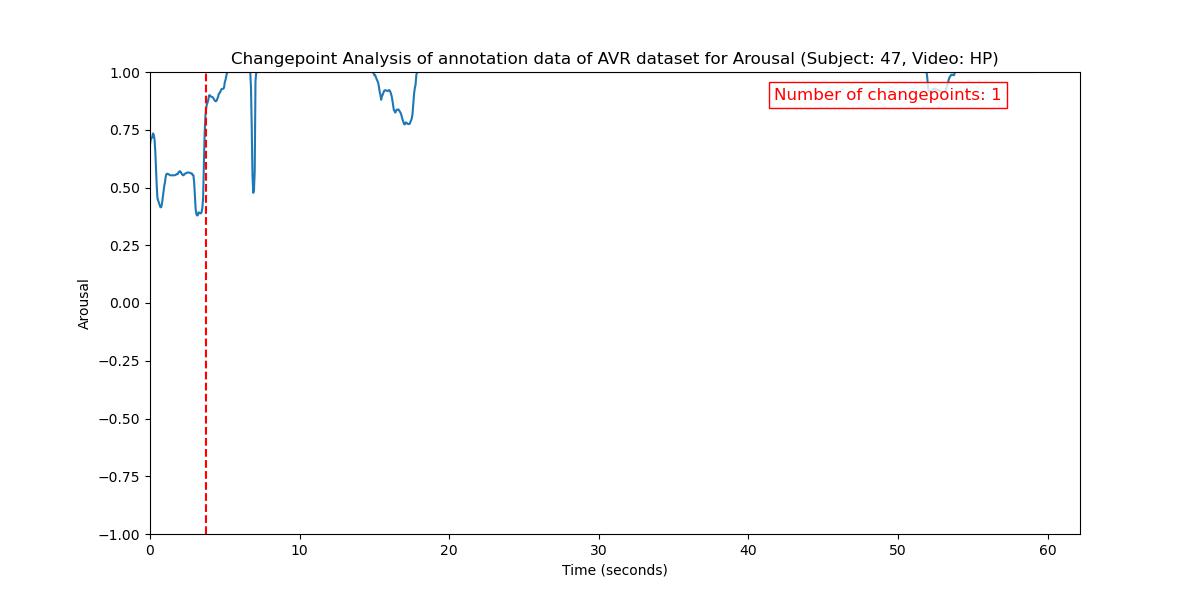 Changepoint Analysis of annotation data of AVR dataset for Arousal (Subject: 47, Video: HP)
Number of changepoints: 1
1.00
0.75
0.50
0.25
0.00
−0.25
−0.50
−0.75
−1.00
Arousal
0 10 20 30 40 50 60
Time (seconds)